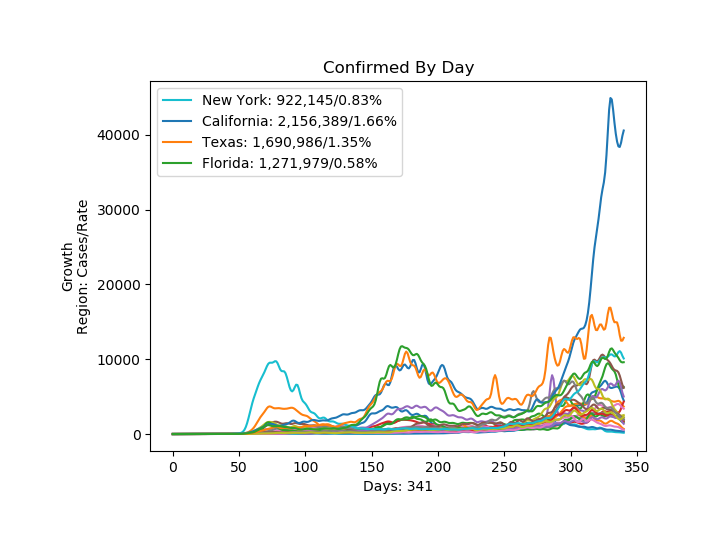 Confirmed By Day
New York: 922,145/0.83%
California: 2,156,389/1.66%
Texas: 1,690,986/1.35%
Florida: 1,271,979/0.58%
40000
30000
20000
10000
0
Growth
Region: Cases/Rate
0 50 100 150 200 250 300 350
Days: 341